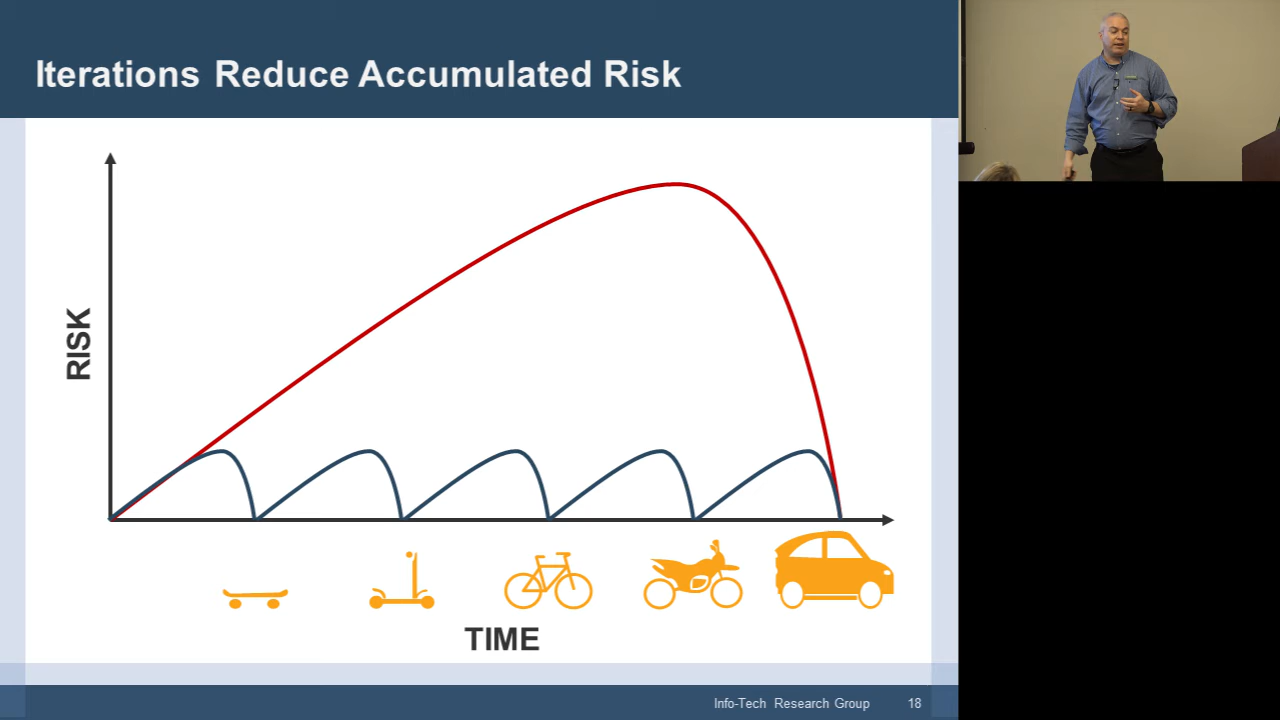 Iterations Reduce Accumulated Risk
RISK
TIME
Info-Tech Research Group 18